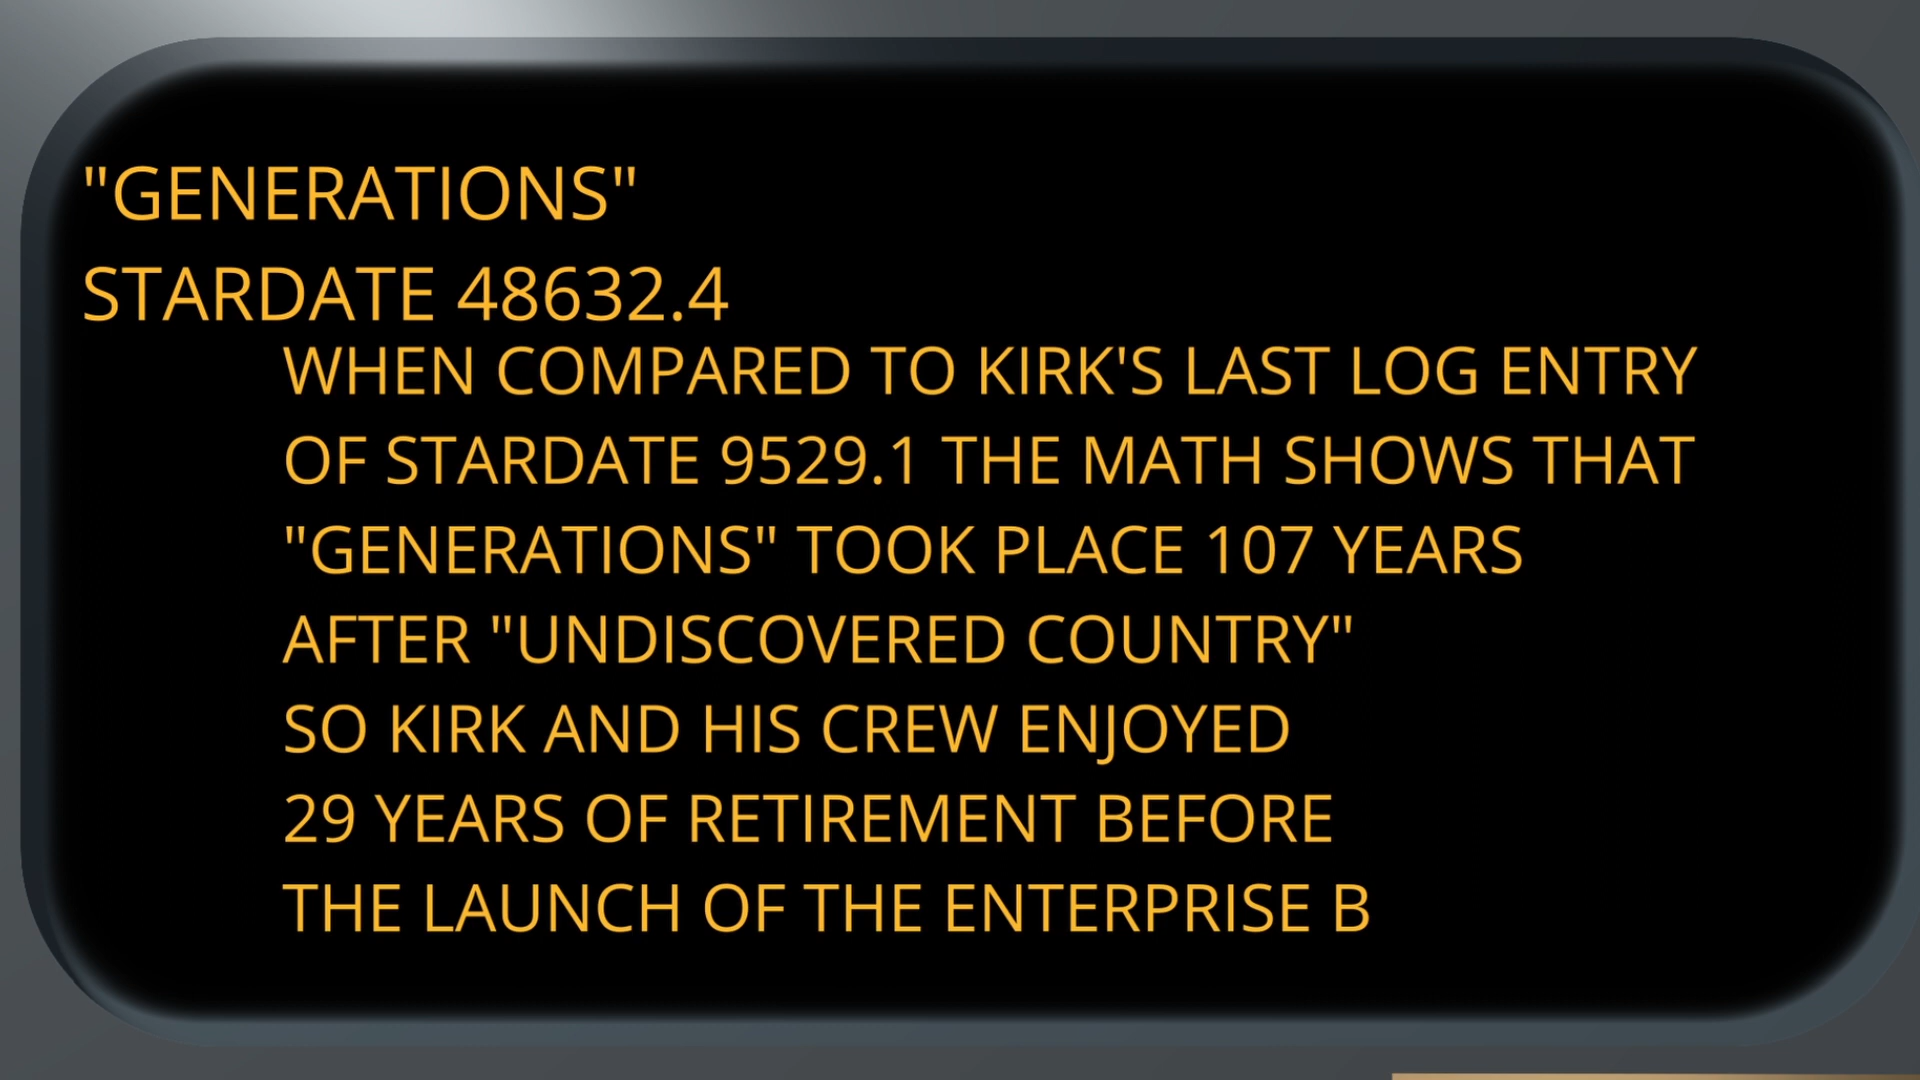 "GENERATIONS"
STARDATE 48632.4
WHEN COMPARED TO KIRK'S LAST LOG ENTRY
OF STARDATE 9529.1 THE MATH SHOWS THAT
"GENERATIONS" TOOK PLACE 107 YEARS
AFTER "UNDISCOVERED COUNTRY"
SO KIRK AND HIS CREW ENJOYED
29 YEARS OF RETIREMENT BEFORE
THE LAUNCH OF THE ENTERPRISE B